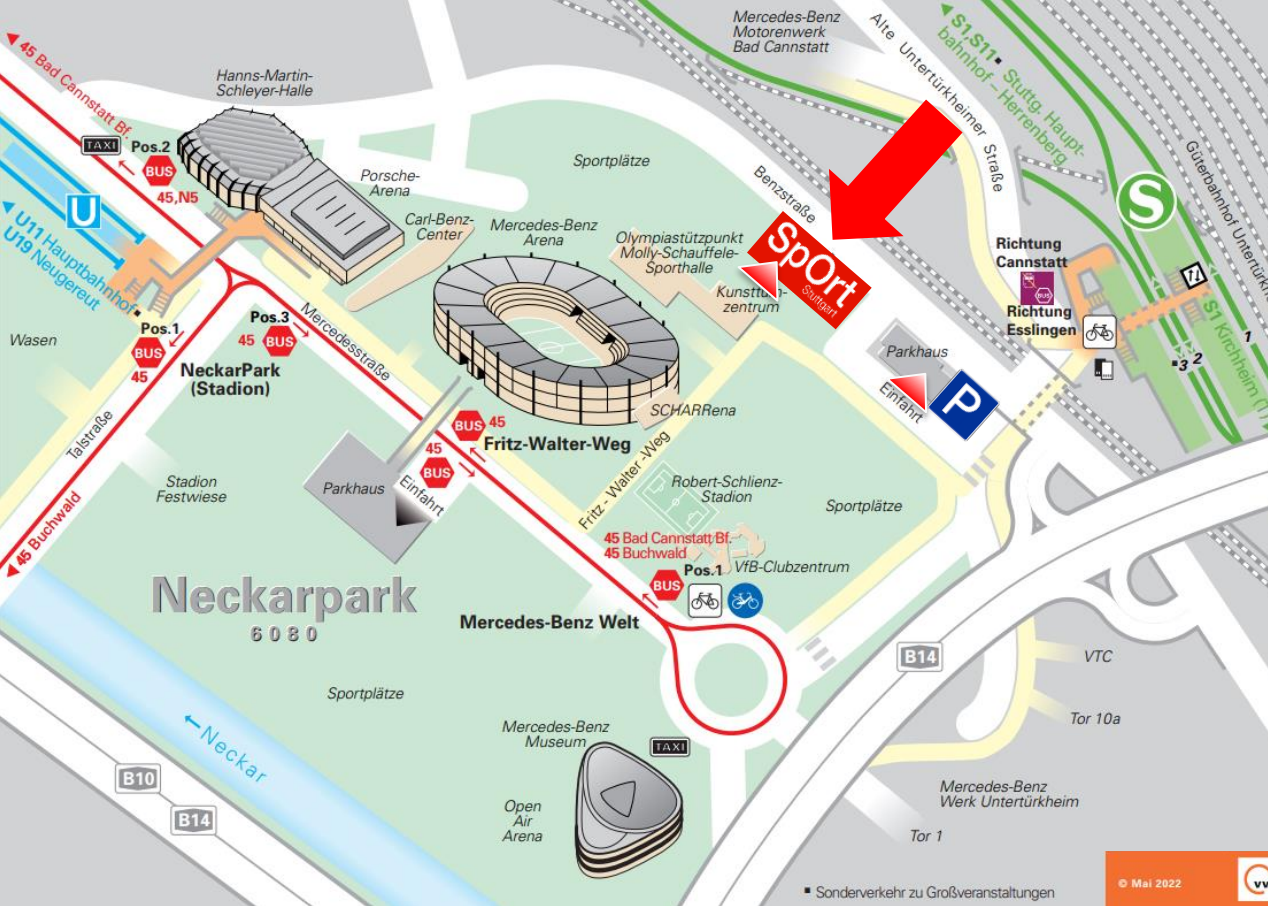 Mercedes-Benz
Motorenwerk
Bad Cannstatt
Alte Untertürkheimer Straße
S1,S11▪ Stuttg. Haupt-
bahnhof – Herrenberg
Güterbahnhof
45 Bad Cannstatt Bf.
Hanns-Martin-
Schleyer-Halle
TAXI
Pos.2
BUS
45,N5
Porsche-
Arena
Sportplätze
Benzstraße
S
U
U11 Hauptbahnhof▪
U19 Neugereut
Carl-Benz-
Center
Mercedes-Benz
Arena
Olympiastützpunkt
Molly-Schauffele-
Sporthalle
Kunstturn-
zentrum
SpOrt
Stuttgart
Richtung
Cannstatt
BUS
Richtung
Esslingen
S1 Kirchheim (T)
1
2
▪3
Wasen
Pos.1
BUS
45
Pos.3
45 BUS
NeckarPark
(Stadion)
Mercedesstraße
Parkhaus
Einfahrt
P
SCHARRena
BUS 45
Fritz-Walter-Weg
45
BUS
Talstraße
Stadion
Festwiese
Parkhaus
Einfahrt
Fritz - Walter -Weg
Robert-Schlienz-
Stadion
Sportplätze
45 Buchwald
45 Bad Cannstatt Bf.
45 Buchwald
VfB-Clubzentrum
BUS
Pos.1
Neckarpark
6080
Mercedes-Benz Welt
B14
VTC
Sportplätze
Tor 10a
Neckar
Mercedes-Benz
Museum
TAXI
B10
B14
Open
Air
Arena
Mercedes-Benz
Werk Untertürkheim
Tor 1
▪ Sonderverkehr zu Großveranstaltungen
© Mai 2022